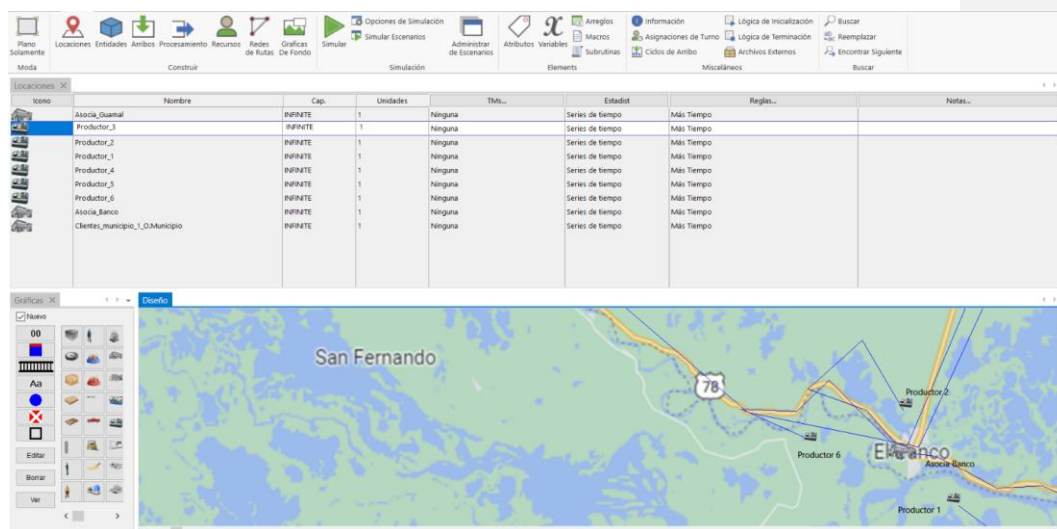 Plano Solamente
Locaciones Entidades Arribos Procesamiento Recursos Redes de Rutas Graficas De Fondo
Simular
Opciones de Simulación
Simular Escenarios
Administrar de Escenarios
Atributos Variables
Arreglos
Macros
Subrutinas
Información
Asignaciones de Turno
Ciclos de Arribo
Lógica de Inicialización
Lógica de Terminación
Archivos Externos
Buscar
Reemplazar
Encontrar Siguiente
Moda Construir Simulación Elements Misceláneos Buscar
Locaciones
Icono Nombre Cap. Unidades TMs... Estadist Reglas... Notas...
Asocia_Guamal INFINITE 1 Ninguna Series de tiempo Más Tiempo
Productor_3 INFINITE 1 Ninguna Series de tiempo Más Tiempo
Productor_2 INFINITE 1 Ninguna Series de tiempo Más Tiempo
Productor_1 INFINITE 1 Ninguna Series de tiempo Más Tiempo
Productor_4 INFINITE 1 Ninguna Series de tiempo Más Tiempo
Productor_5 INFINITE 1 Ninguna Series de tiempo Más Tiempo
Productor_6 INFINITE 1 Ninguna Series de tiempo Más Tiempo
Asocia_Banco INFINITE 1 Ninguna Series de tiempo Más Tiempo
Clientes_municipio_1_O.Municipio INFINITE 1 Ninguna Series de tiempo Más Tiempo
Gráficas
Diseño
Nuevo
00
Aa
Editar
Borrar
Ver
San Fernando
78
Productor 2
Productor 6
El Banco
Asocia Banco
Productor 1